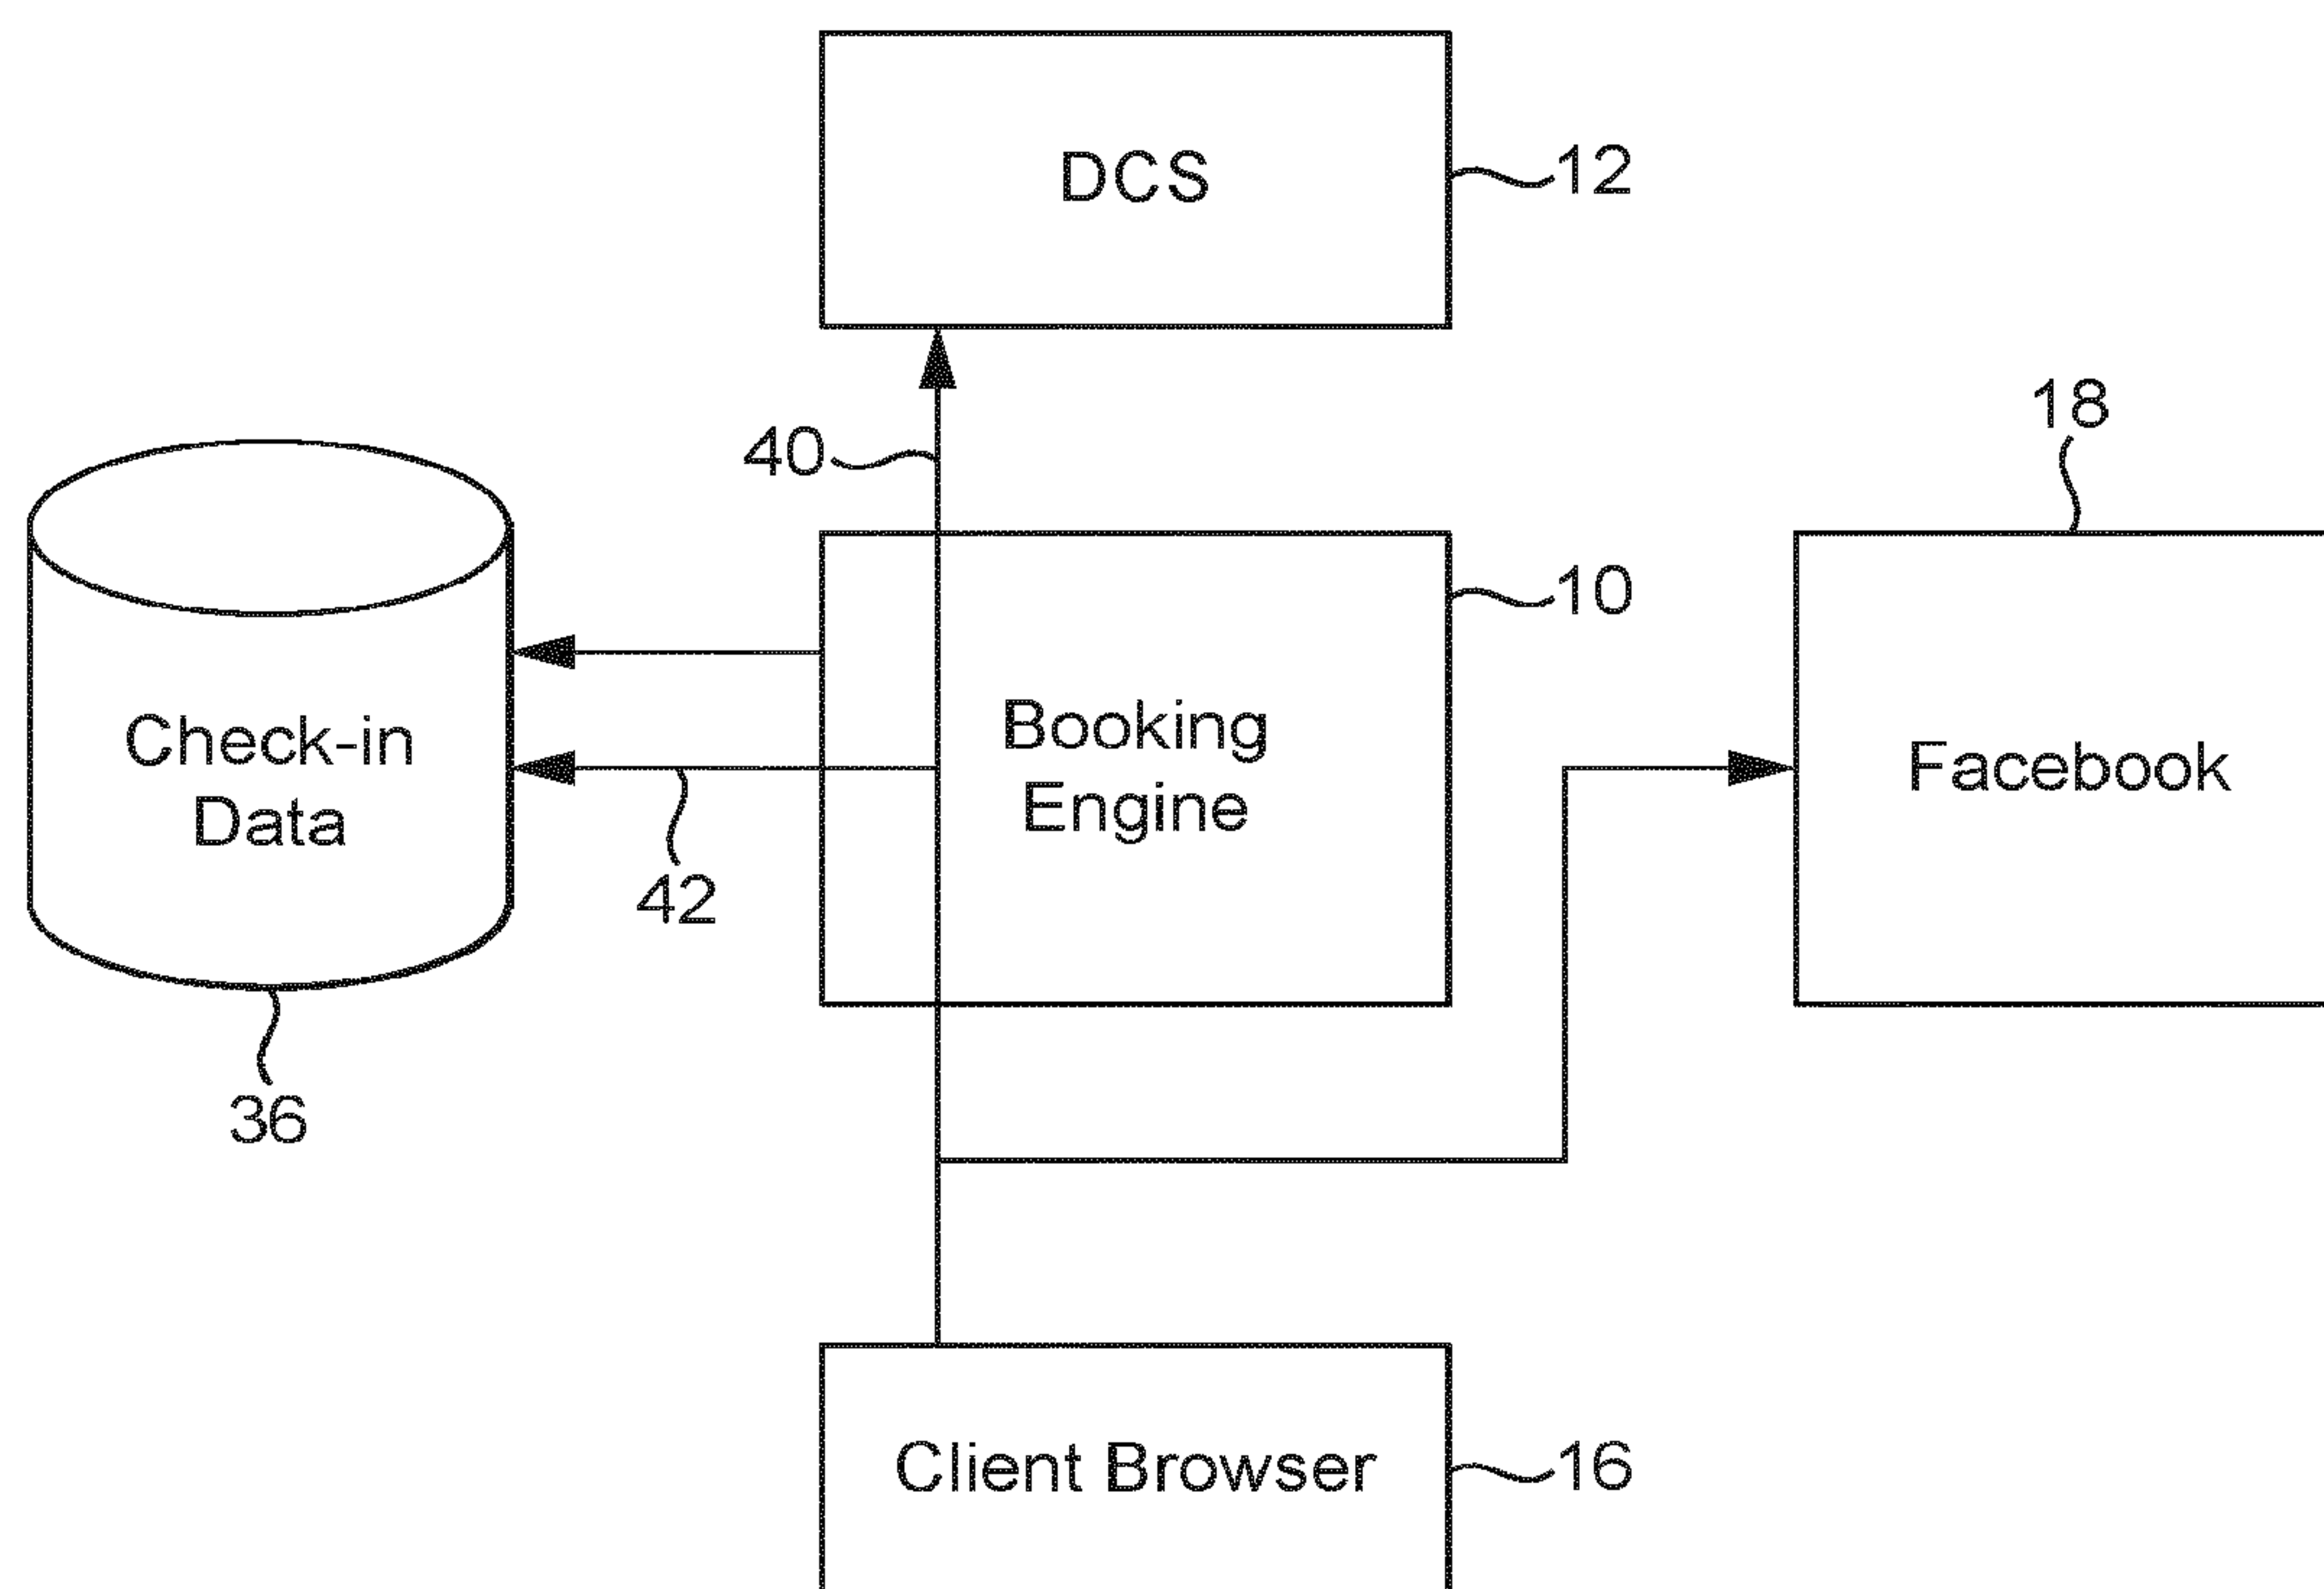 DCS
12
40
18
10
Check-in
Data
Booking
Engine
Facebook
42
36
Client Browser
16